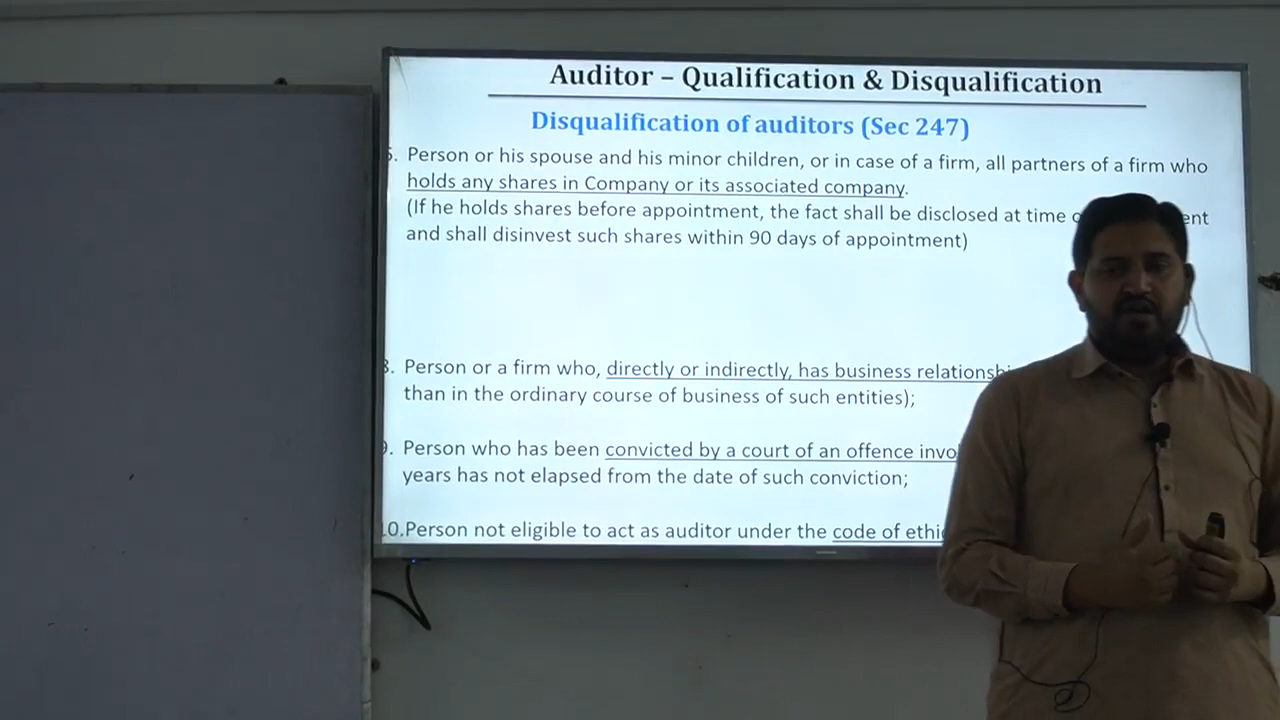 Auditor – Qualification & Disqualification
Disqualification of auditors (Sec 247)
Person or his spouse and his minor children, or in case of a firm, all partners of a firm who
holds any shares in Company or its associated company.
(If he holds shares before appointment, the fact shall be disclosed at time
and shall disinvest such shares within 90 days of appointment)
Person or a firm who, directly or indirectly, has business
than in the ordinary course of business of such entities);
Person who has been convicted by a court of an offence
years has not elapsed from the date of such conviction;
10.Person not eligible to act as auditor under the code of